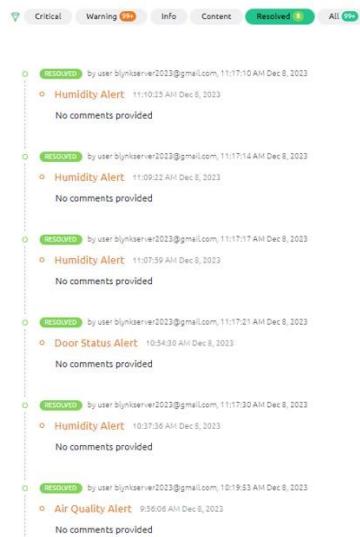 Critical Warning 99+ Info Content Resolved 8 All 99+
RESOLVED by user blynkserver2023@gmail.com, 11:17:10 AM Dec 8, 2023
Humidity Alert 11:10:25 AM Dec 8, 2023
No comments provided
RESOLVED by user blynkserver2023@gmail.com, 11:17:14 AM Dec 8, 2023
Humidity Alert 11:09:22 AM Dec 8, 2023
No comments provided
RESOLVED by user blynkserver2023@gmail.com, 11:17:17 AM Dec 8, 2023
Humidity Alert 11:07:59 AM Dec 8, 2023
No comments provided
RESOLVED by user blynkserver2023@gmail.com, 11:17:21 AM Dec 8, 2023
Door Status Alert 10:54:30 AM Dec 8, 2023
No comments provided
RESOLVED by user blynkserver2023@gmail.com, 11:17:30 AM Dec 8, 2023
Humidity Alert 10:37:36 AM Dec 8, 2023
No comments provided
RESOLVED by user blynkserver2023@gmail.com, 10:19:53 AM Dec 8, 2023
Air Quality Alert 9:56:06 AM Dec 8, 2023
No comments provided